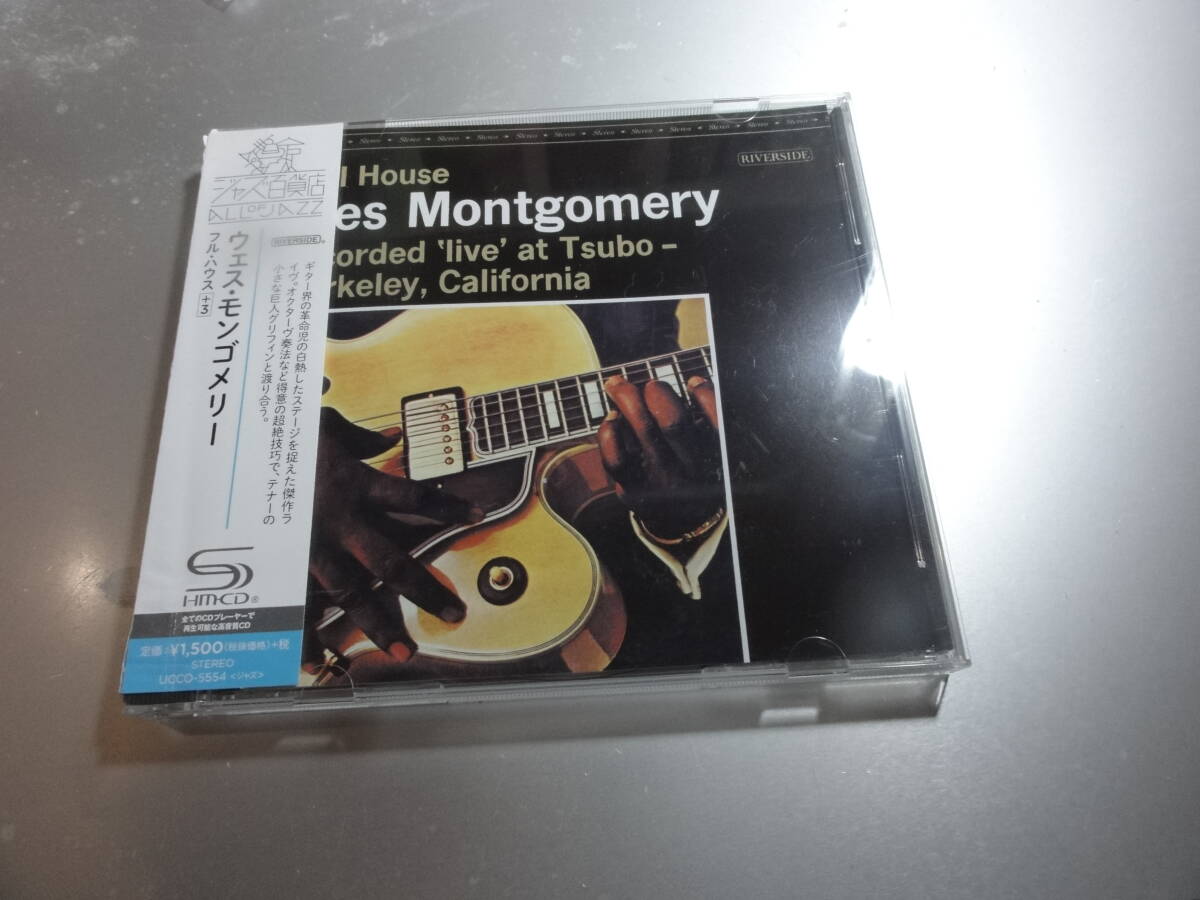 Stereo Stereo Stereo Stereo Stereo Stereo Stereo Stereo Stereo Stereo Stereo
RIVERSIDE
l House
es Montgomery
corded 'live' at Tsubo –
rkeley, California
ジャズ百貨店
ALL OF JAZZ
RIVERSIDE
ウェス・モンゴメリー
フル・ハウス +3
ギター界の革命児の白熱したステージを捉えた傑作ラ
イヴ。オクターヴ奏法など得意の超絶技巧で、テナーの
小さな巨人グリフィンと渡り合う。
SHM-CD®
全てのCDプレーヤーで
再生可能な高音質CD
定価:¥1,500(税抜価格)+税
STEREO
UCCO-5554 <ジャズ>